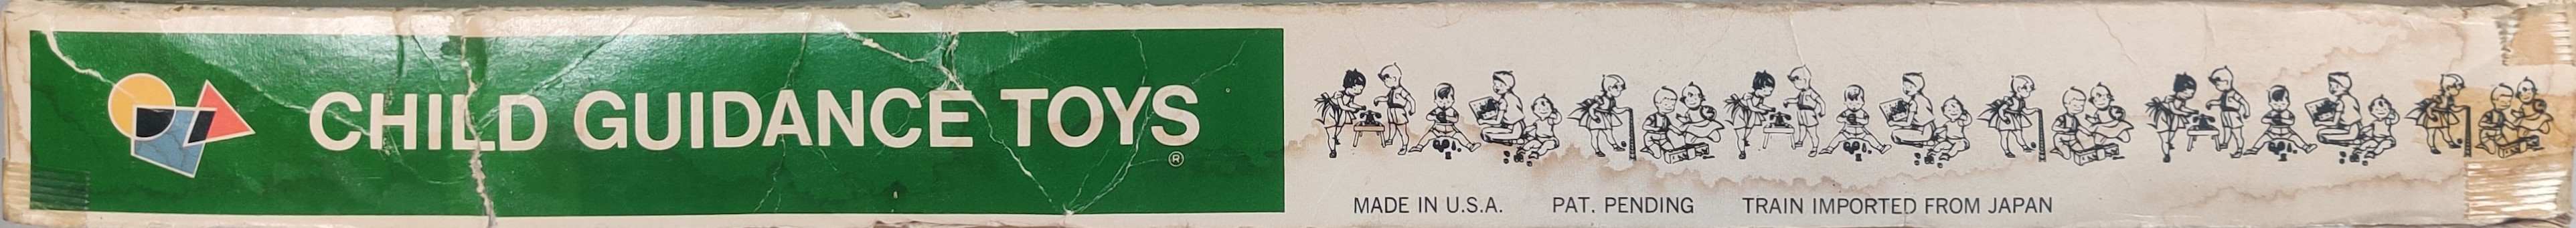 CHILD GUIDANCE TOYS®
MADE IN U.S.A. PAT. PENDING TRAIN IMPORTED FROM JAPAN